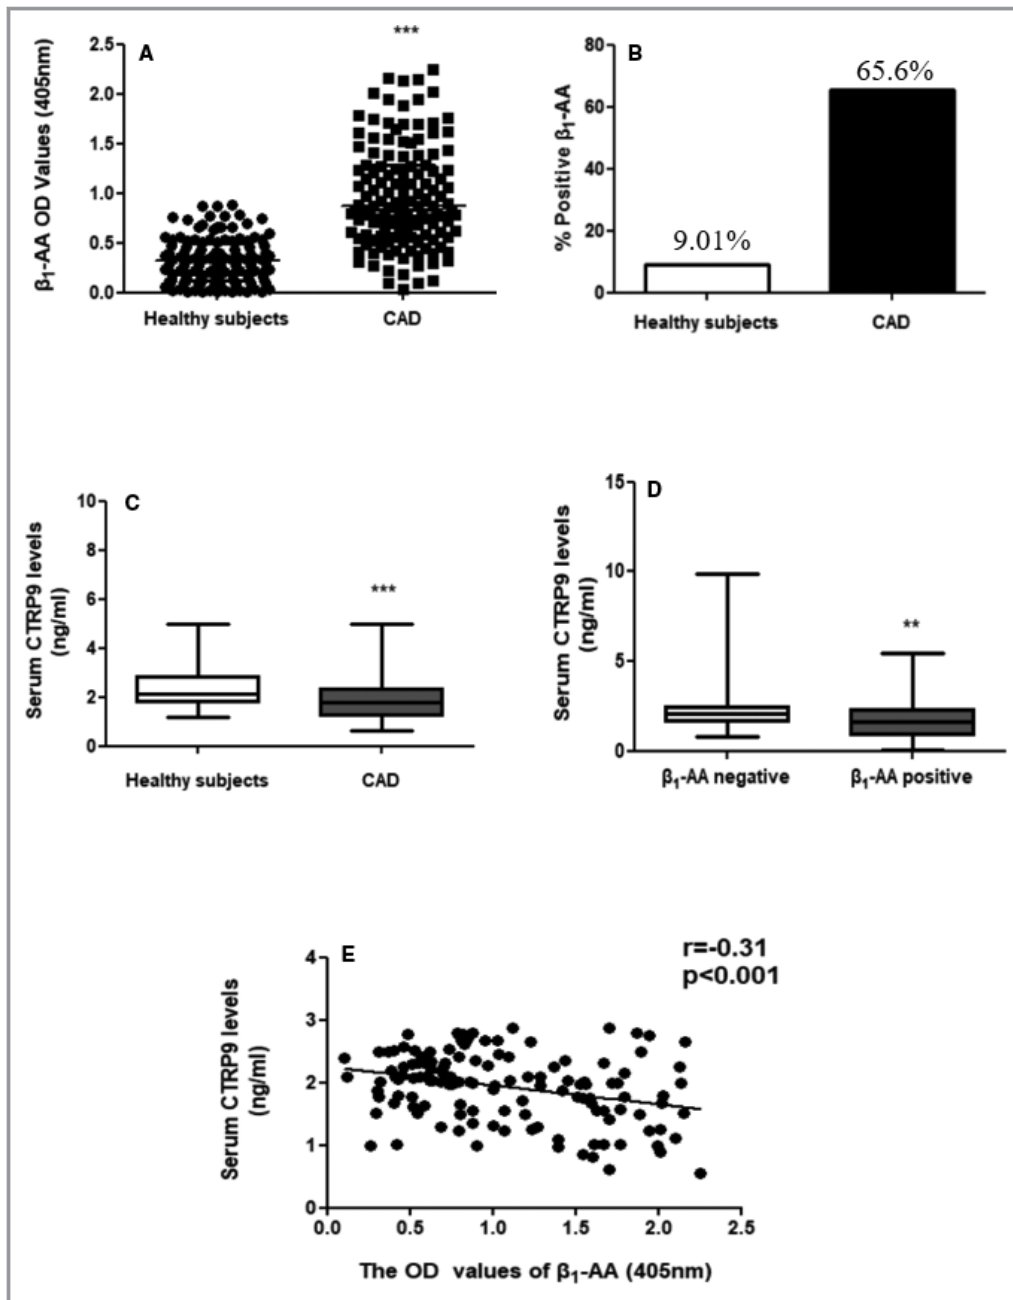 A
***
β₁-AA OD Values (405nm)
2.5
2.0
1.5
1.0
0.5
0.0
Healthy subjects
CAD
B
% Positive β₁-AA
80
60
40
20
0
9.01%
65.6%
Healthy subjects
CAD
C
Serum CTRP9 levels
(ng/ml)
10
8
6
4
2
0
***
Healthy subjects
CAD
D
Serum CTRP9 levels
(ng/ml)
15
10
5
0
**
β₁-AA negative
β₁-AA positive
E
r=-0.31
p<0.001
Serum CTRP9 levels
(ng/ml)
4
3
2
1
0
0.0
0.5
1.0
1.5
2.0
2.5
The OD values of β₁-AA (405nm)